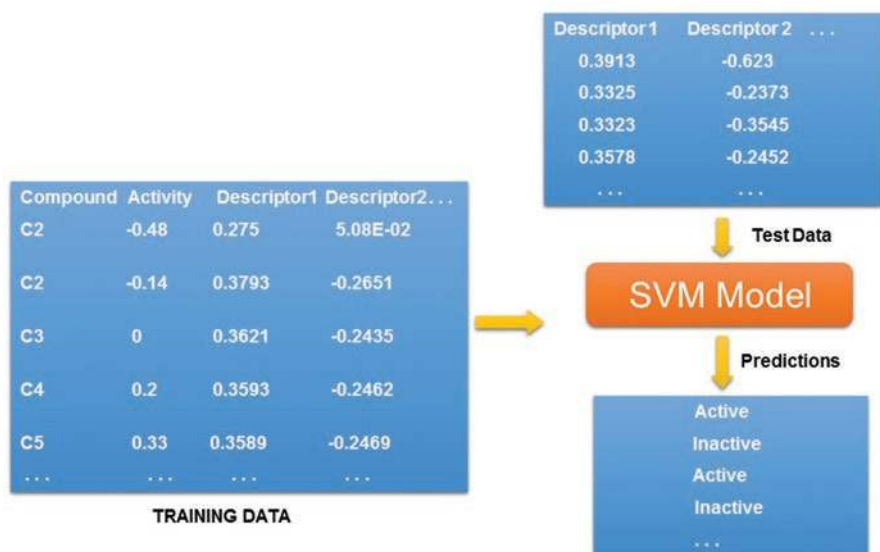 Descriptor1 Descriptor 2 ...
0.3913 -0.623
0.3325 -0.2373
0.3323 -0.3545
0.3578 -0.2452
... ...
Test Data
SVM Model
Predictions
Active
Inactive
Active
Inactive
...
Compound Activity Descriptor1 Descriptor2...
C2 -0.48 0.275 5.08E-02
C2 -0.14 0.3793 -0.2651
C3 0 0.3621 -0.2435
C4 0.2 0.3593 -0.2462
C5 0.33 0.3589 -0.2469
... ... ... ...
TRAINING DATA